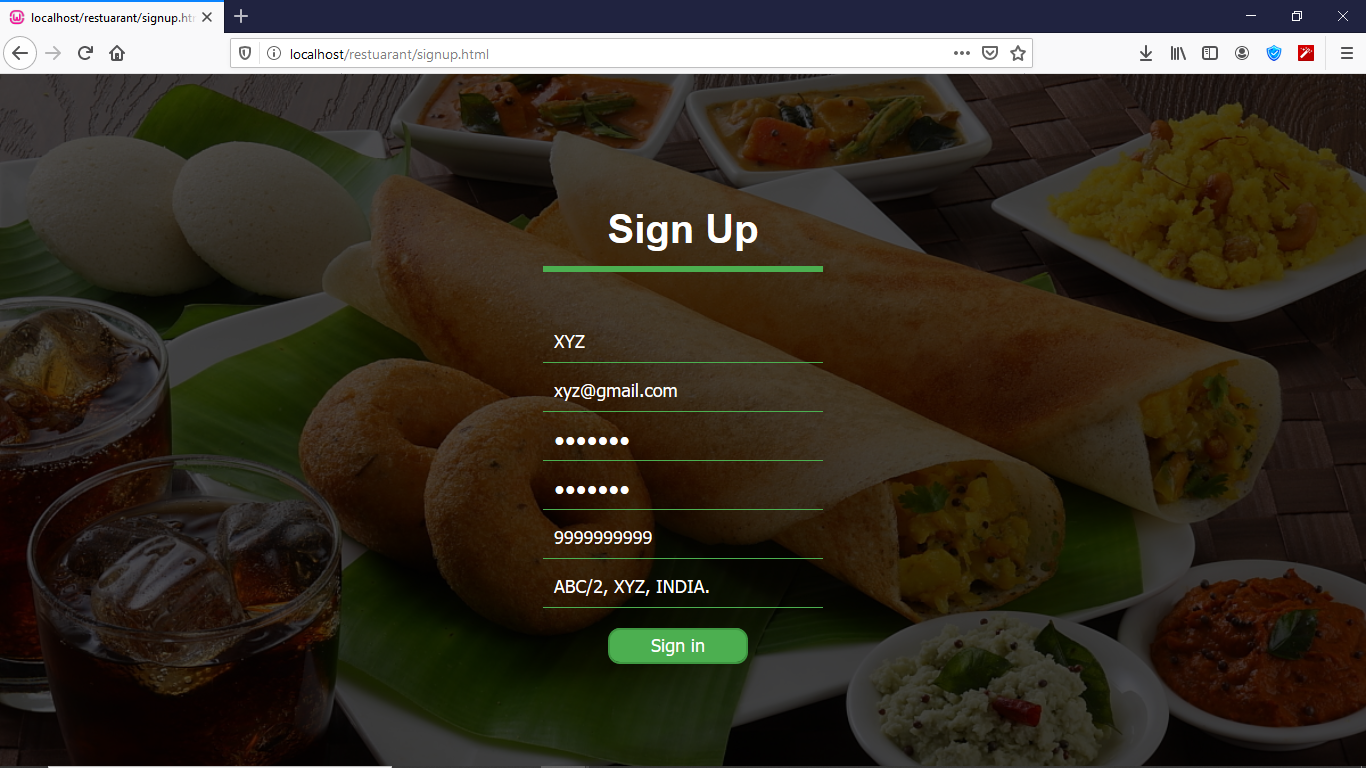 localhost/restuarant/signup.ht
localhost/restuarant/signup.html
Sign Up
XYZ
xyz@gmail.com
●●●●●●●
●●●●●●●
9999999999
ABC/2, XYZ, INDIA.
Sign in